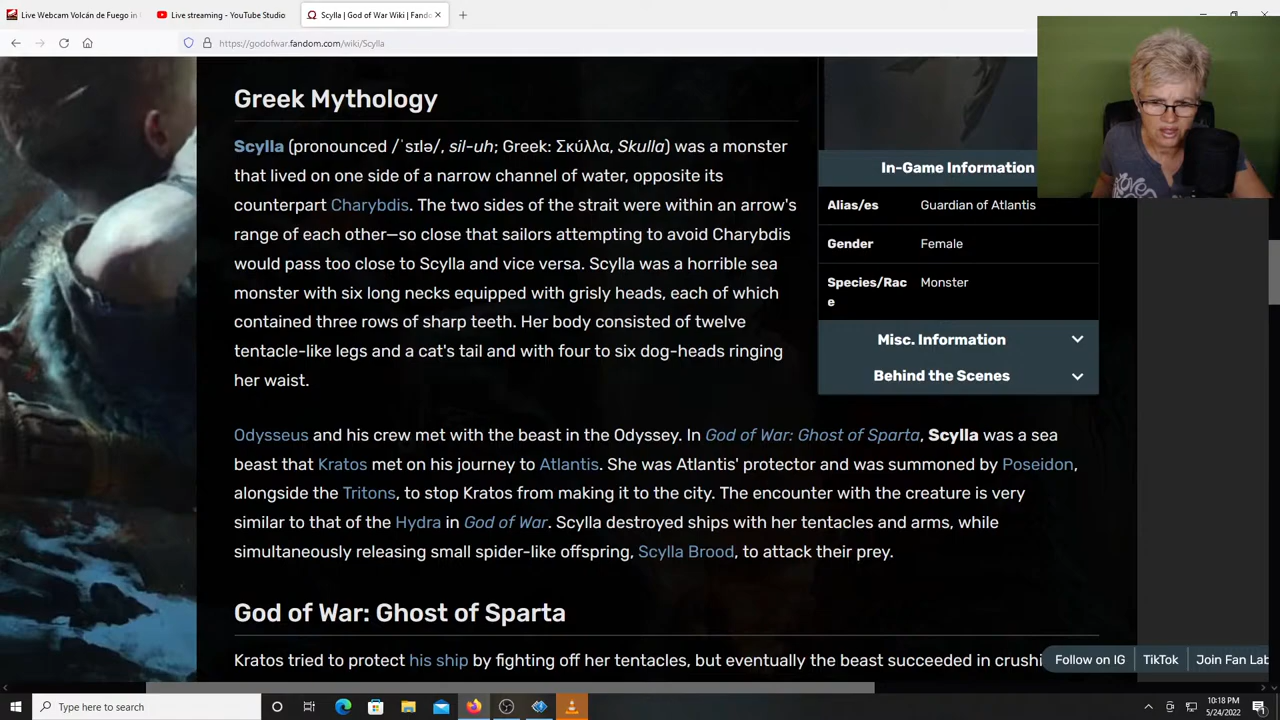 Live Webcam Volcán de Fuego in
Live streaming - YouTube Studio
Scylla | God of War Wiki | Fando
https://godofwar.fandom.com/wiki/Scylla
Greek Mythology
Scylla (pronounced /ˈsɪlə/, sil-uh; Greek: Σκύλλα, Skulla) was a monster
that lived on one side of a narrow channel of water, opposite its
counterpart Charybdis. The two sides of the strait were within an arrow's
range of each other—so close that sailors attempting to avoid Charybdis
would pass too close to Scylla and vice versa. Scylla was a horrible sea
monster with six long necks equipped with grisly heads, each of which
contained three rows of sharp teeth. Her body consisted of twelve
tentacle-like legs and a cat's tail and with four to six dog-heads ringing
her waist.
In-Game Information
Alias/es Guardian of Atlantis
Gender Female
Species/Rac Monster
e
Misc. Information
Behind the Scenes
Odysseus and his crew met with the beast in the Odyssey. In God of War: Ghost of Sparta, Scylla was a sea
beast that Kratos met on his journey to Atlantis. She was Atlantis' protector and was summoned by Poseidon,
alongside the Tritons, to stop Kratos from making it to the city. The encounter with the creature is very
similar to that of the Hydra in God of War. Scylla destroyed ships with her tentacles and arms, while
simultaneously releasing small spider-like offspring, Scylla Brood, to attack their prey.
God of War: Ghost of Sparta
Kratos tried to protect his ship by fighting off her tentacles, but eventually the beast succeeded in crushi
Follow on IG TikTok Join Fan Lab
Type here to search
10:18 PM
5/24/2022
1